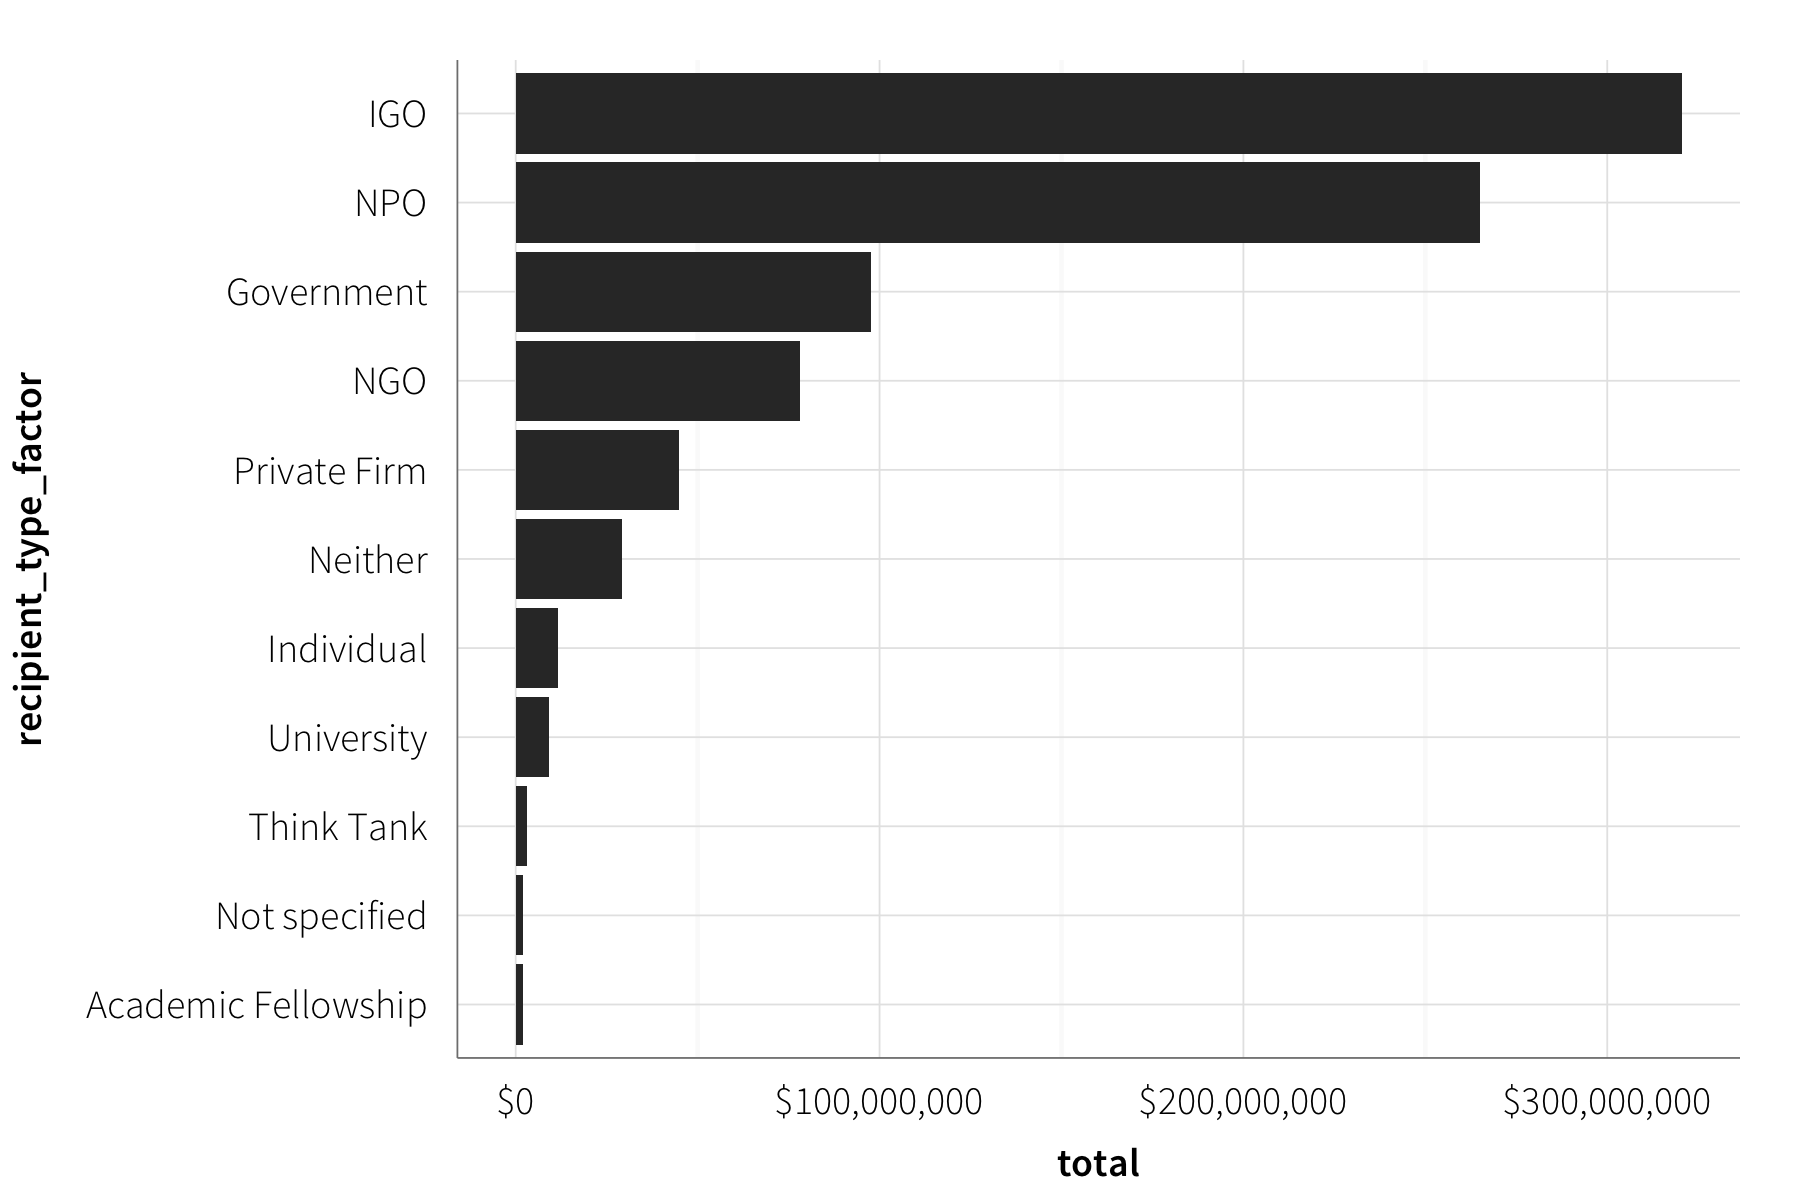 recipient_type_factor
IGO
NPO
Government
NGO
Private Firm
Neither
Individual
University
Think Tank
Not specified
Academic Fellowship
$0 $100,000,000 $200,000,000 $300,000,000
total